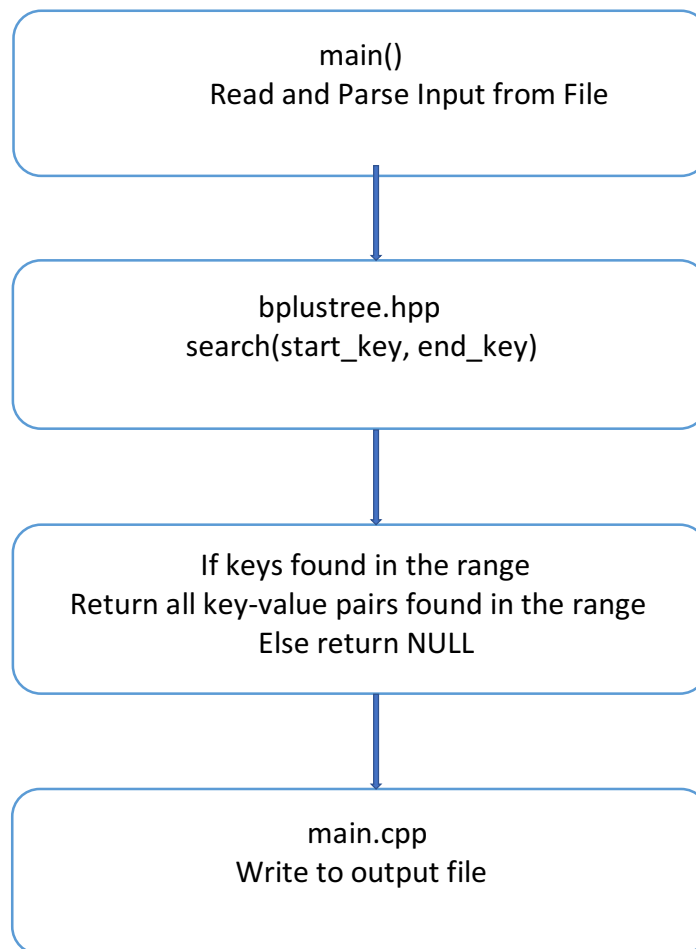 main()
Read and Parse Input from File
bplustree.hpp
search(start_key, end_key)
If keys found in the range
Return all key-value pairs found in the range
Else return NULL
main.cpp
Write to output file